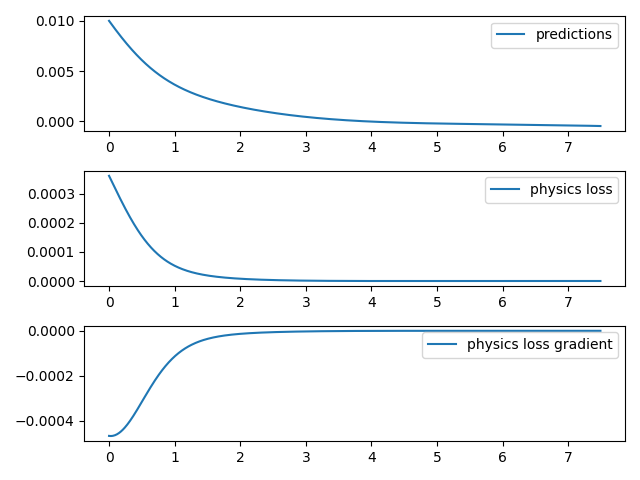 0.010
0.005
0.000
predictions
0 1 2 3 4 5 6 7
0.0003
0.0002
0.0001
0.0000
physics loss
0 1 2 3 4 5 6 7
0.0000
−0.0002
−0.0004
physics loss gradient
0 1 2 3 4 5 6 7